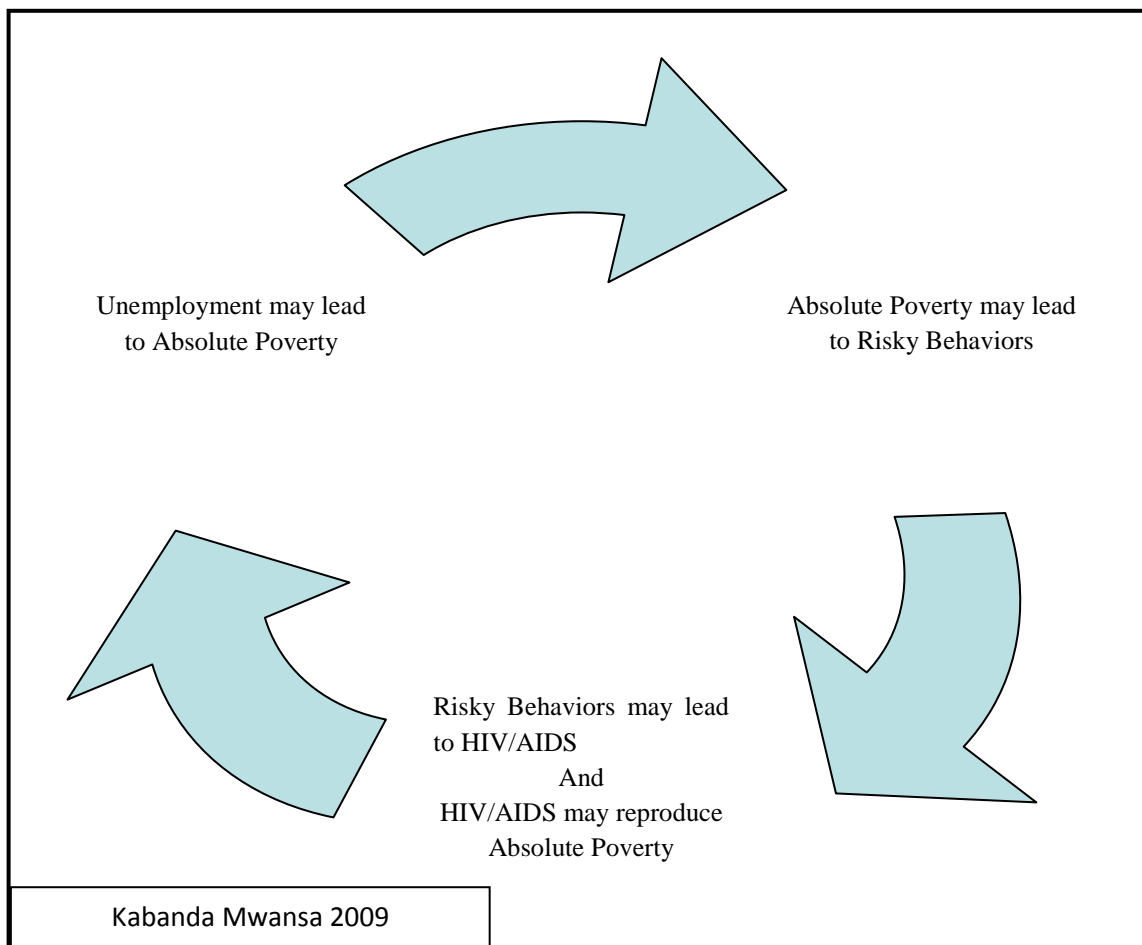 Unemployment may lead
to Absolute Poverty
Absolute Poverty may lead
to Risky Behaviors
Risky Behaviors may lead
to HIV/AIDS
And
HIV/AIDS may reproduce
Absolute Poverty
Kabanda Mwansa 2009